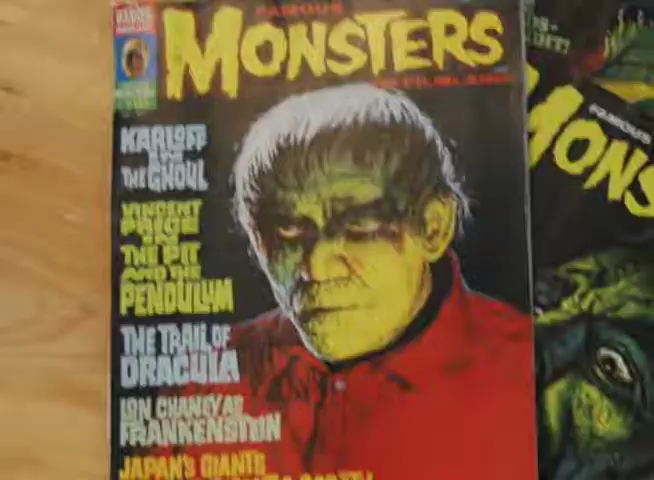 FAMOUS
MONSTERS
KARLOFF
THE GHOUL
VINCENT
PRICE
THE PIT
AND THE
PENDULUM
THE TRAIL OF
DRACULA
LON CHANEY AS
FRANKENSTEIN
JAPAN'S GIANTS
FAMOUS
MONS